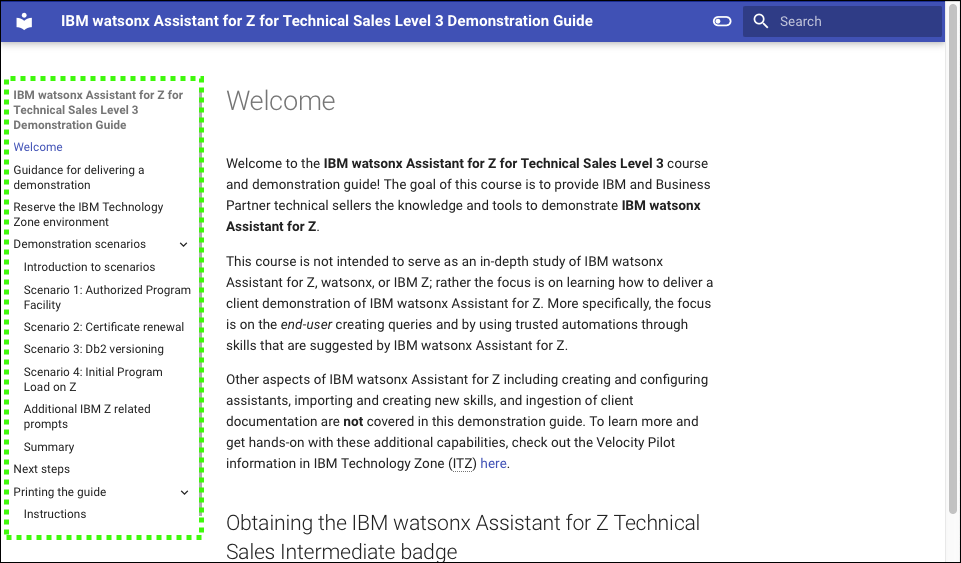 IBM watsonx Assistant for Z for Technical Sales Level 3 Demonstration Guide
Search
IBM watsonx Assistant for Z for
Technical Sales Level 3
Demonstration Guide
Welcome
Guidance for delivering a
demonstration
Reserve the IBM Technology
Zone environment
Demonstration scenarios
Introduction to scenarios
Scenario 1: Authorized Program
Facility
Scenario 2: Certificate renewal
Scenario 3: Db2 versioning
Scenario 4: Initial Program
Load on Z
Additional IBM Z related
prompts
Summary
Next steps
Printing the guide
Instructions
Welcome
Welcome to the IBM watsonx Assistant for Z for Technical Sales Level 3 course
and demonstration guide! The goal of this course is to provide IBM and Business
Partner technical sellers the knowledge and tools to demonstrate IBM watsonx
Assistant for Z.
This course is not intended to serve as an in-depth study of IBM watsonx
Assistant for Z, watsonx, or IBM Z; rather the focus is on learning how to deliver a
client demonstration of IBM watsonx Assistant for Z. More specifically, the focus
is on the end-user creating queries and by using trusted automations through
skills that are suggested by IBM watsonx Assistant for Z.
Other aspects of IBM watsonx Assistant for Z including creating and configuring
assistants, importing and creating new skills, and ingestion of client
documentation are not covered in this demonstration guide. To learn more and
get hands-on with these additional capabilities, check out the Velocity Pilot
information in IBM Technology Zone (ITZ) here.
Obtaining the IBM watsonx Assistant for Z Technical
Sales Intermediate badge